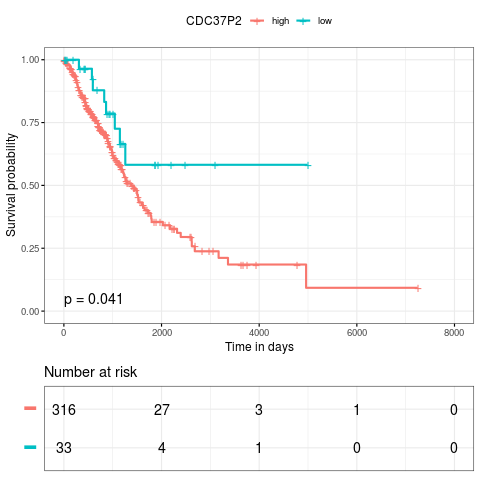 CDC37P2 high low
Survival probability
1.00
0.75
0.50
0.25
0.00
p = 0.041
0 2000 4000 6000 8000
Time in days
Number at risk
316 27 3 1 0
33 4 1 0 0